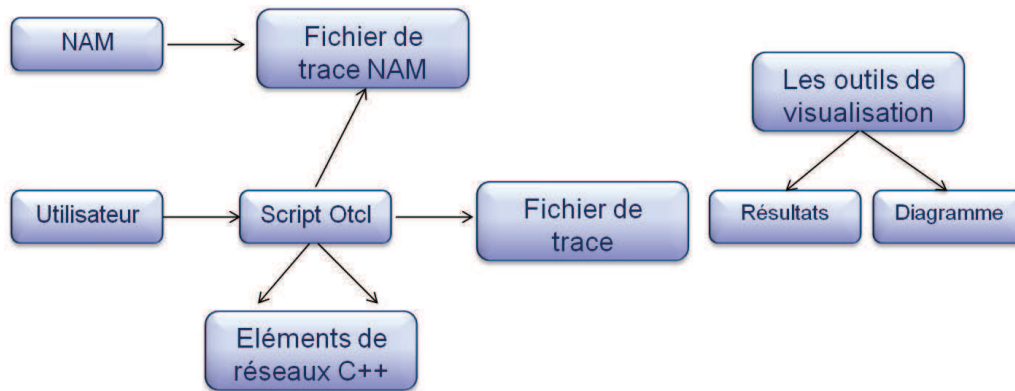 NAM
Fichier de
trace NAM
Les outils de
visualisation
Utilisateur
Script Otcl
Fichier de
trace
Résultats
Diagramme
Eléments de
réseaux C++